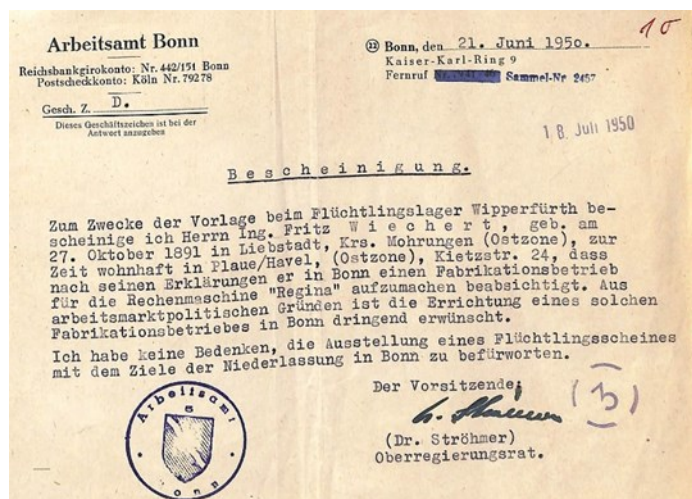 10
Arbeitsamt Bonn
Reichsbankgirokonto: Nr. 442/151 Bonn
Postscheckkonto: Köln Nr. 79278
Gesch. Z. D.
Dieses Geschäftszeichen ist bei der
Antwort anzugeben
(22) Bonn, den 21. Juni 1950.
Kaiser-Karl-Ring 9
Fernruf Sammel-Nr 2457
18. Juli 1950
Bescheinigung.
Zum Zwecke der Vorlage beim Flüchtlingslager Wipperfürth be-
scheinige ich Herrn Ing. Fritz Wiechert, geb. am
27. Oktober 1891 in Liebstadt, Krs. Mohrungen (Ostzone), zur
Zeit wohnhaft in Plaue/Havel, (Ostzone), Kietzstr. 24, dass
nach seinen Erklärungen er in Bonn einen Fabrikationsbetrieb
für die Rechenmaschine "Regina" aufzumachen beabsichtigt. Aus
arbeitsmarktpolitischen Gründen ist die Errichtung eines solchen
Fabrikationsbetriebes in Bonn dringend erwünscht.
Ich habe keine Bedenken, die Ausstellung eines Flüchtlingsscheines
mit dem Ziele der Niederlassung in Bonn zu befürworten.
Der Vorsitzende:
(3)
(Dr. Ströhmer)
Oberregierungsrat.
Arbeitsamt
Bonn